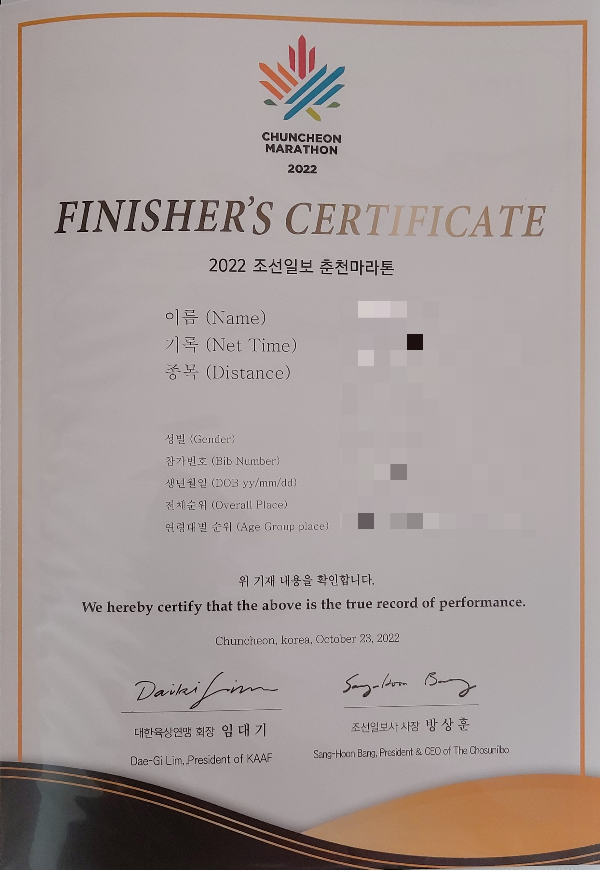 CHUNCHEON
MARATHON
2022
FINISHER'S CERTIFICATE
2022 조선일보 춘천마라톤
이름 (Name)
기록 (Net Time)
종목 (Distance)
성별 (Gender)
참가번호 (Bib Number)
생년월일 (DOB yy/mm/dd)
전체순위 (Overall Place)
연령대별 순위 (Age Group place)
위 기재 내용을 확인합니다.
We hereby certify that the above is the true record of performance.
Chuncheon, korea, October 23, 2022
Daiki Lim
Sang-Hoon Bang
대한육상연맹 회장 임 대 기
조선일보사 사장 방 상 훈
Dae-Gi Lim, President of KAAF
Sang-Hoon Bang, President & CEO of The Chosunilbo